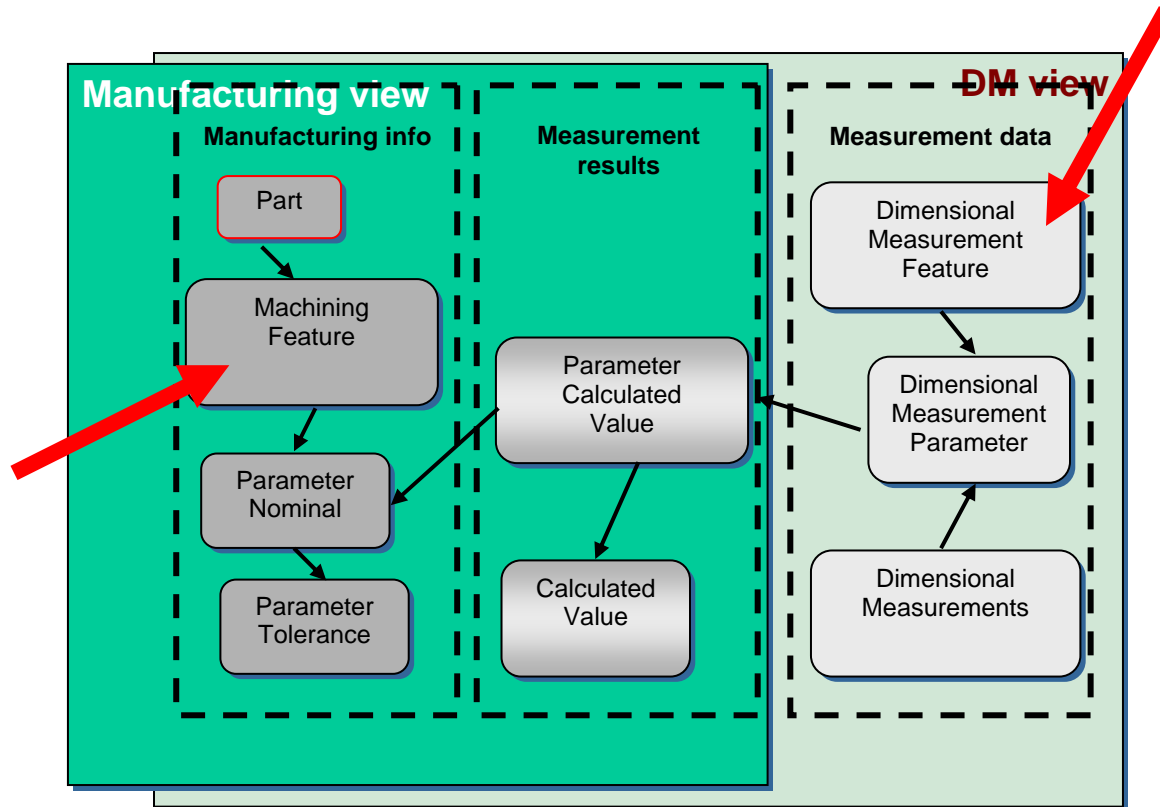 Manufacturing view
DM view
Manufacturing info
Part
Machining
Feature
Parameter
Nominal
Parameter
Tolerance
Measurement
results
Parameter
Calculated
Value
Calculated
Value
Measurement data
Dimensional
Measurement
Feature
Dimensional
Measurement
Parameter
Dimensional
Measurements